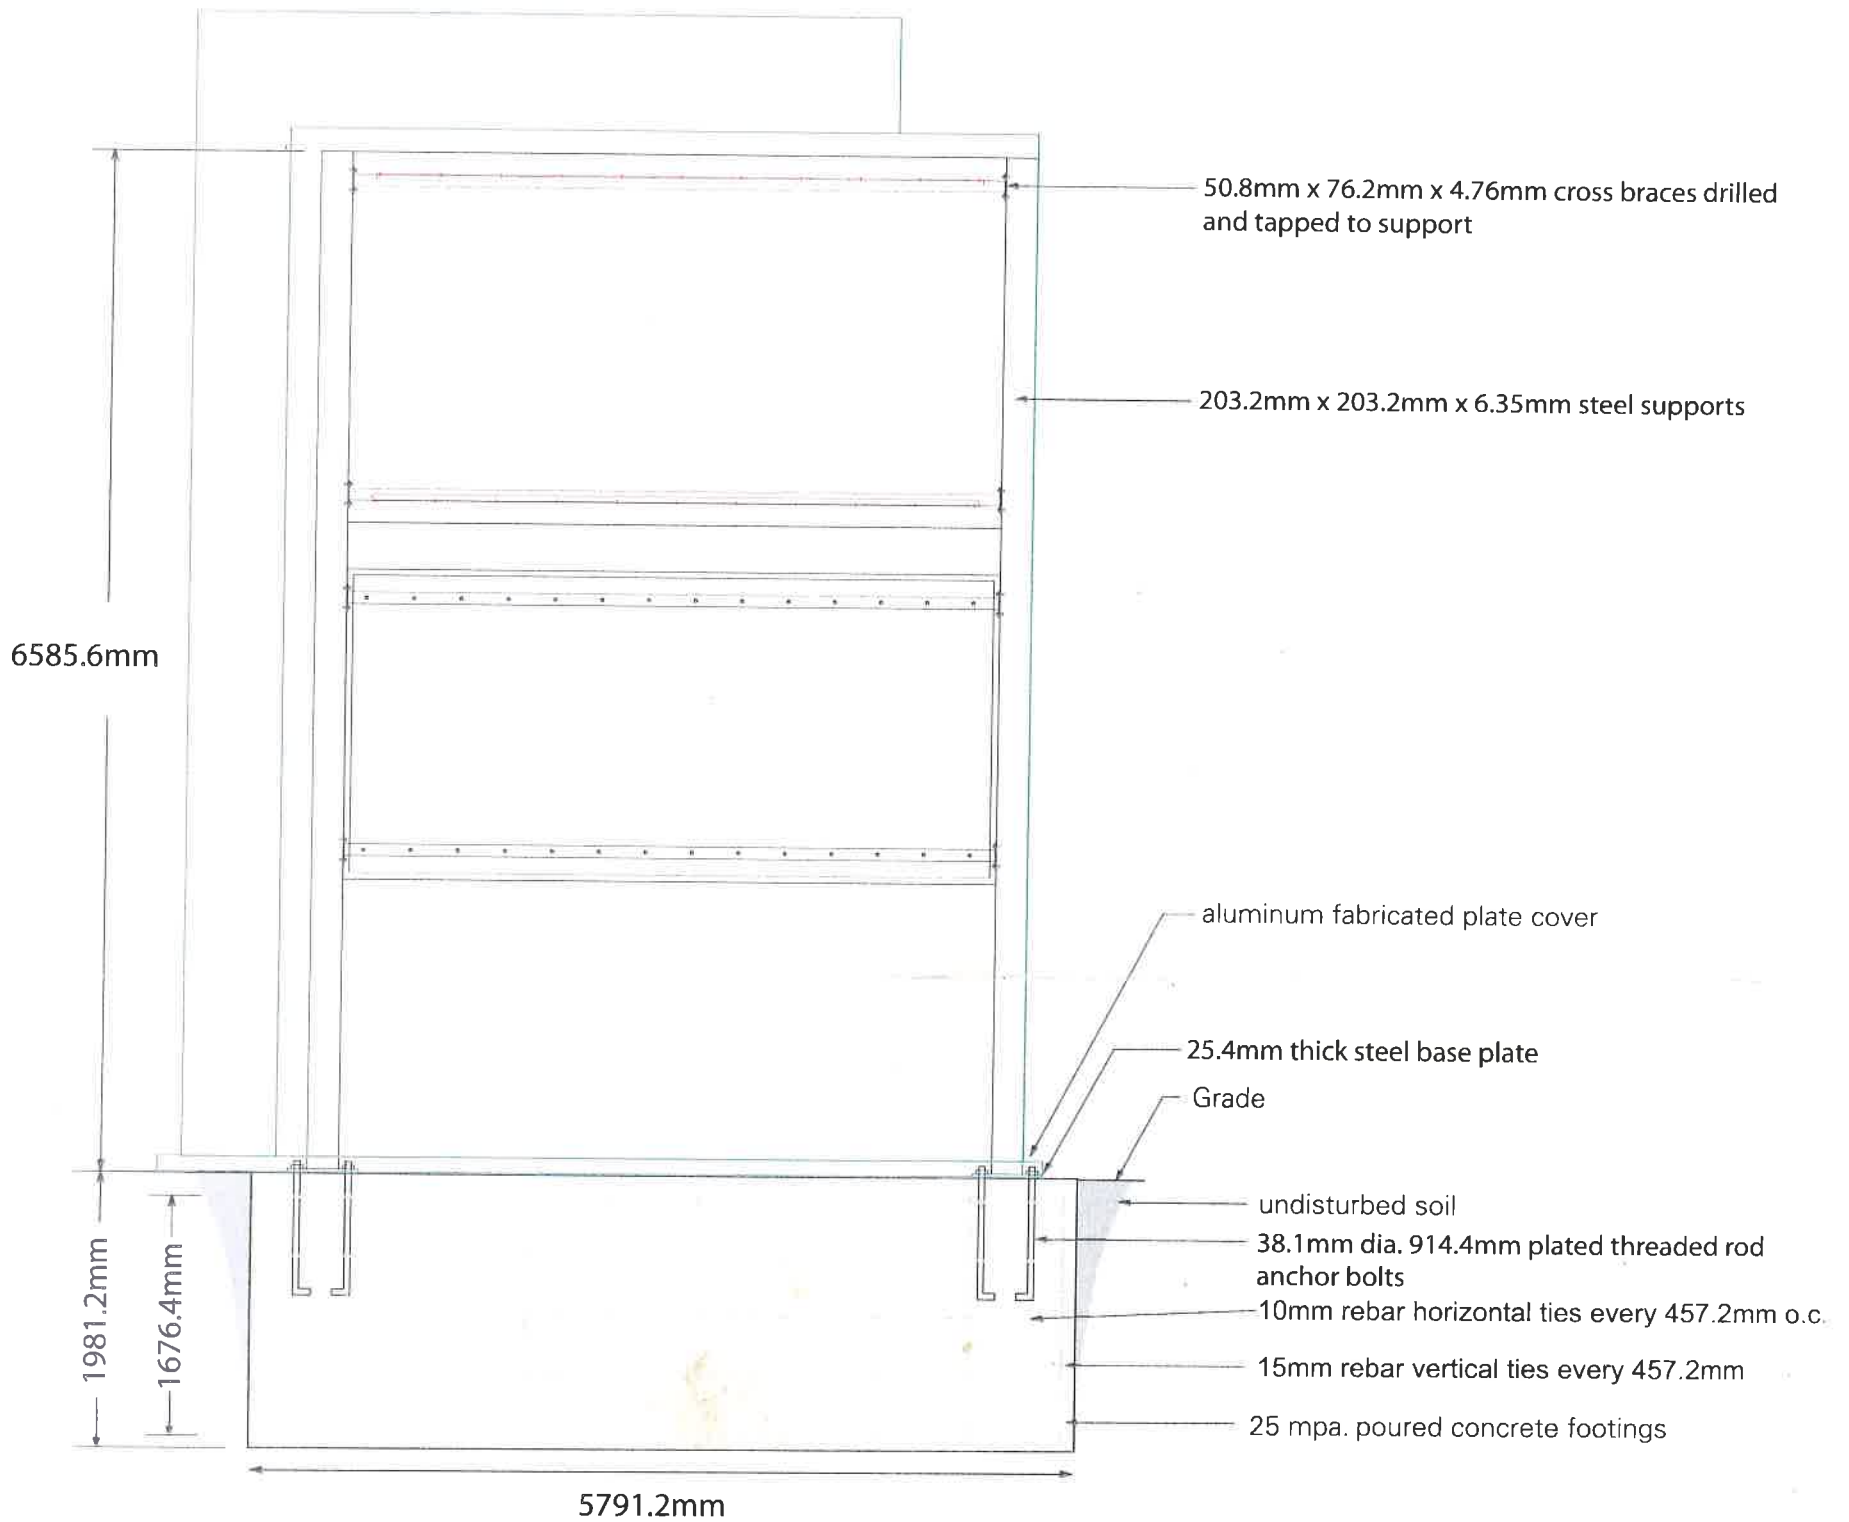 50.8mm x 76.2mm x 4.76mm cross braces drilled
and tapped to support
203.2mm x 203.2mm x 6.35mm steel supports
6585.6mm
aluminum fabricated plate cover
25.4mm thick steel base plate
Grade
undisturbed soil
38.1mm dia. 914.4mm plated threaded rod
anchor bolts
10mm rebar horizontal ties every 457.2mm o.c.
1981.2mm
1676.4mm
15mm rebar vertical ties every 457.2mm
25 mpa. poured concrete footings
5791.2mm